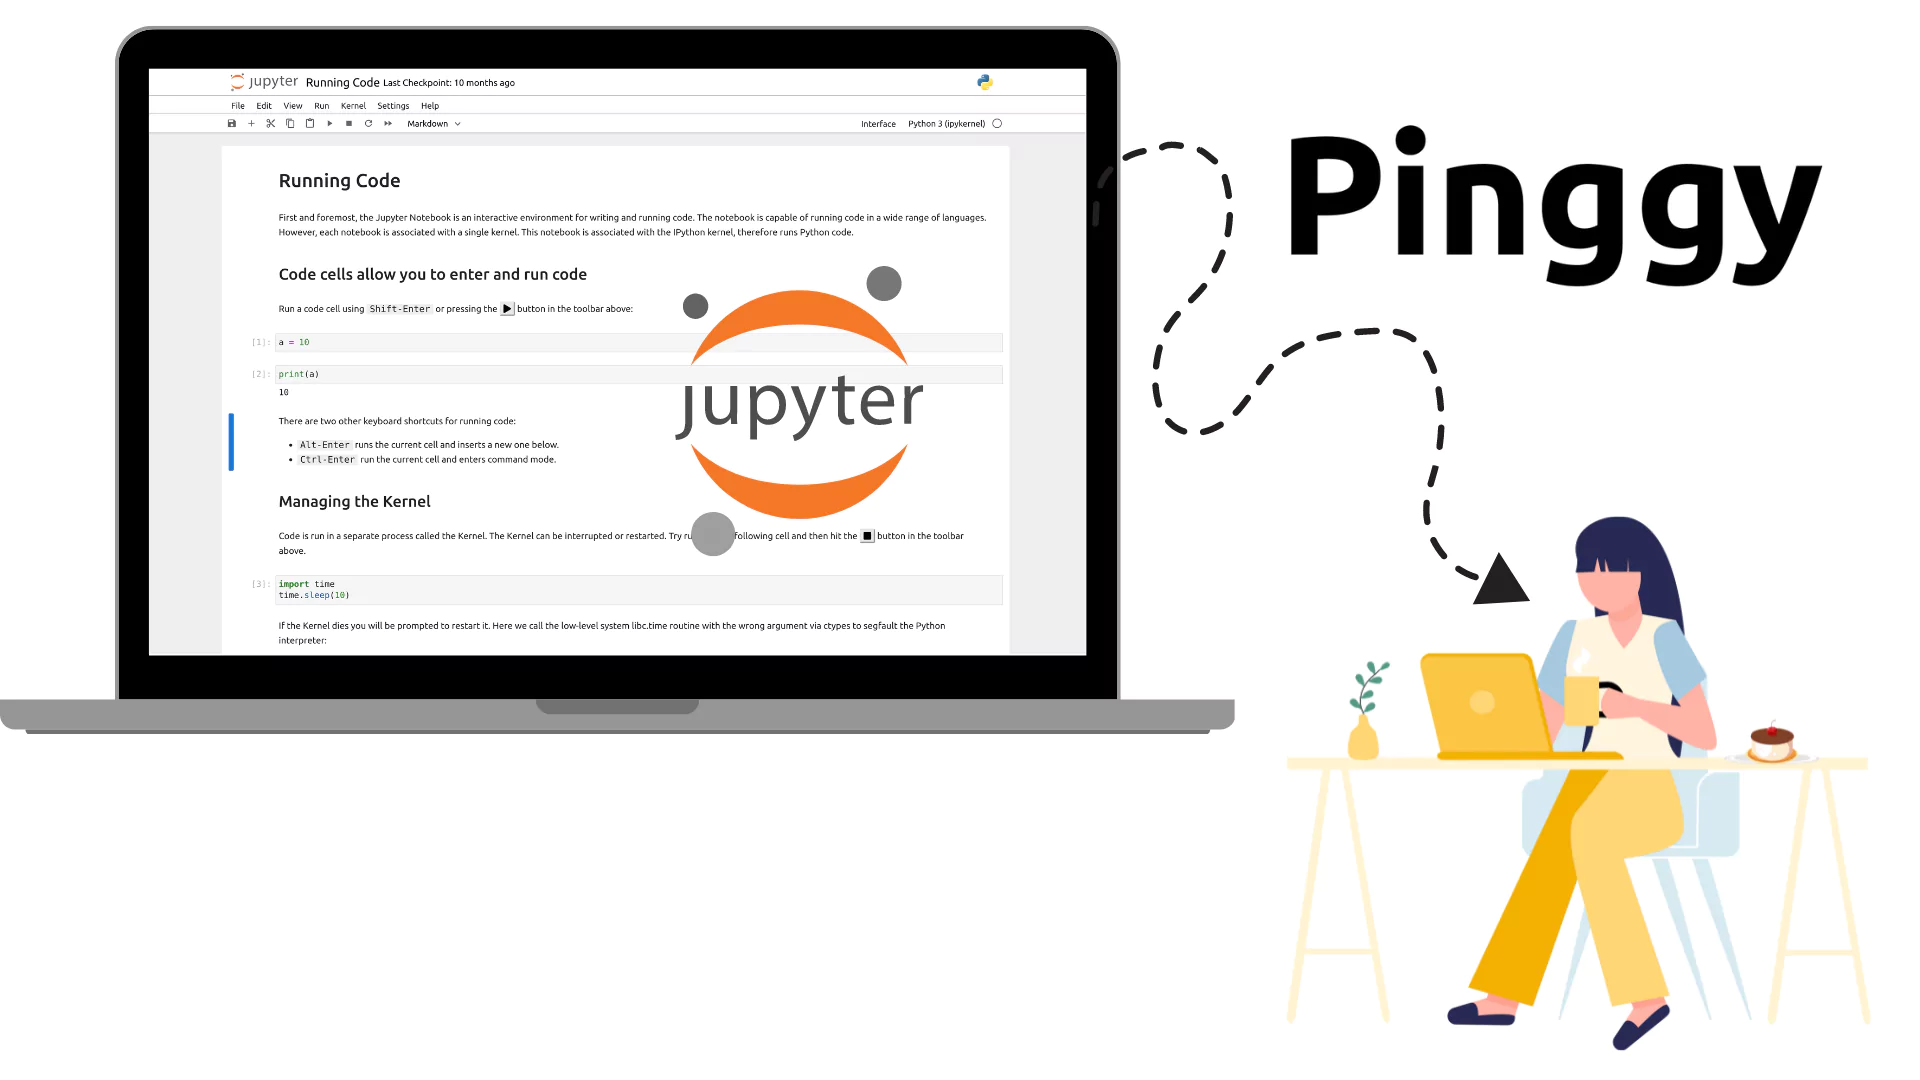 jupyter Running Code Last Checkpoint: 10 months ago
File Edit View Run Kernel Settings Help
Markdown Interface Python 3 (ipykernel)
Running Code
First and foremost, the Jupyter Notebook is an interactive environment for writing and running code. The notebook is capable of running code in a wide range of languages.
However, each notebook is associated with a single kernel. This notebook is associated with the IPython kernel, therefore runs Python code.
Code cells allow you to enter and run code
Run a code cell using Shift-Enter or pressing the button in the toolbar above:
[1]: a = 10
[2]: print(a)
10
There are two other keyboard shortcuts for running code:
• Alt-Enter runs the current cell and inserts a new one below.
• Ctrl-Enter run the current cell and enters command mode.
Managing the Kernel
Code is run in a separate process called the Kernel. The Kernel can be interrupted or restarted. Try following cell and then hit the button in the toolbar
above.
[3]: import time
time.sleep(10)
If the Kernel dies you will be prompted to restart it. Here we call the low-level system libc.time routine with the wrong argument via ctypes to segfault the Python
interpreter:
jupyter
Pinggy